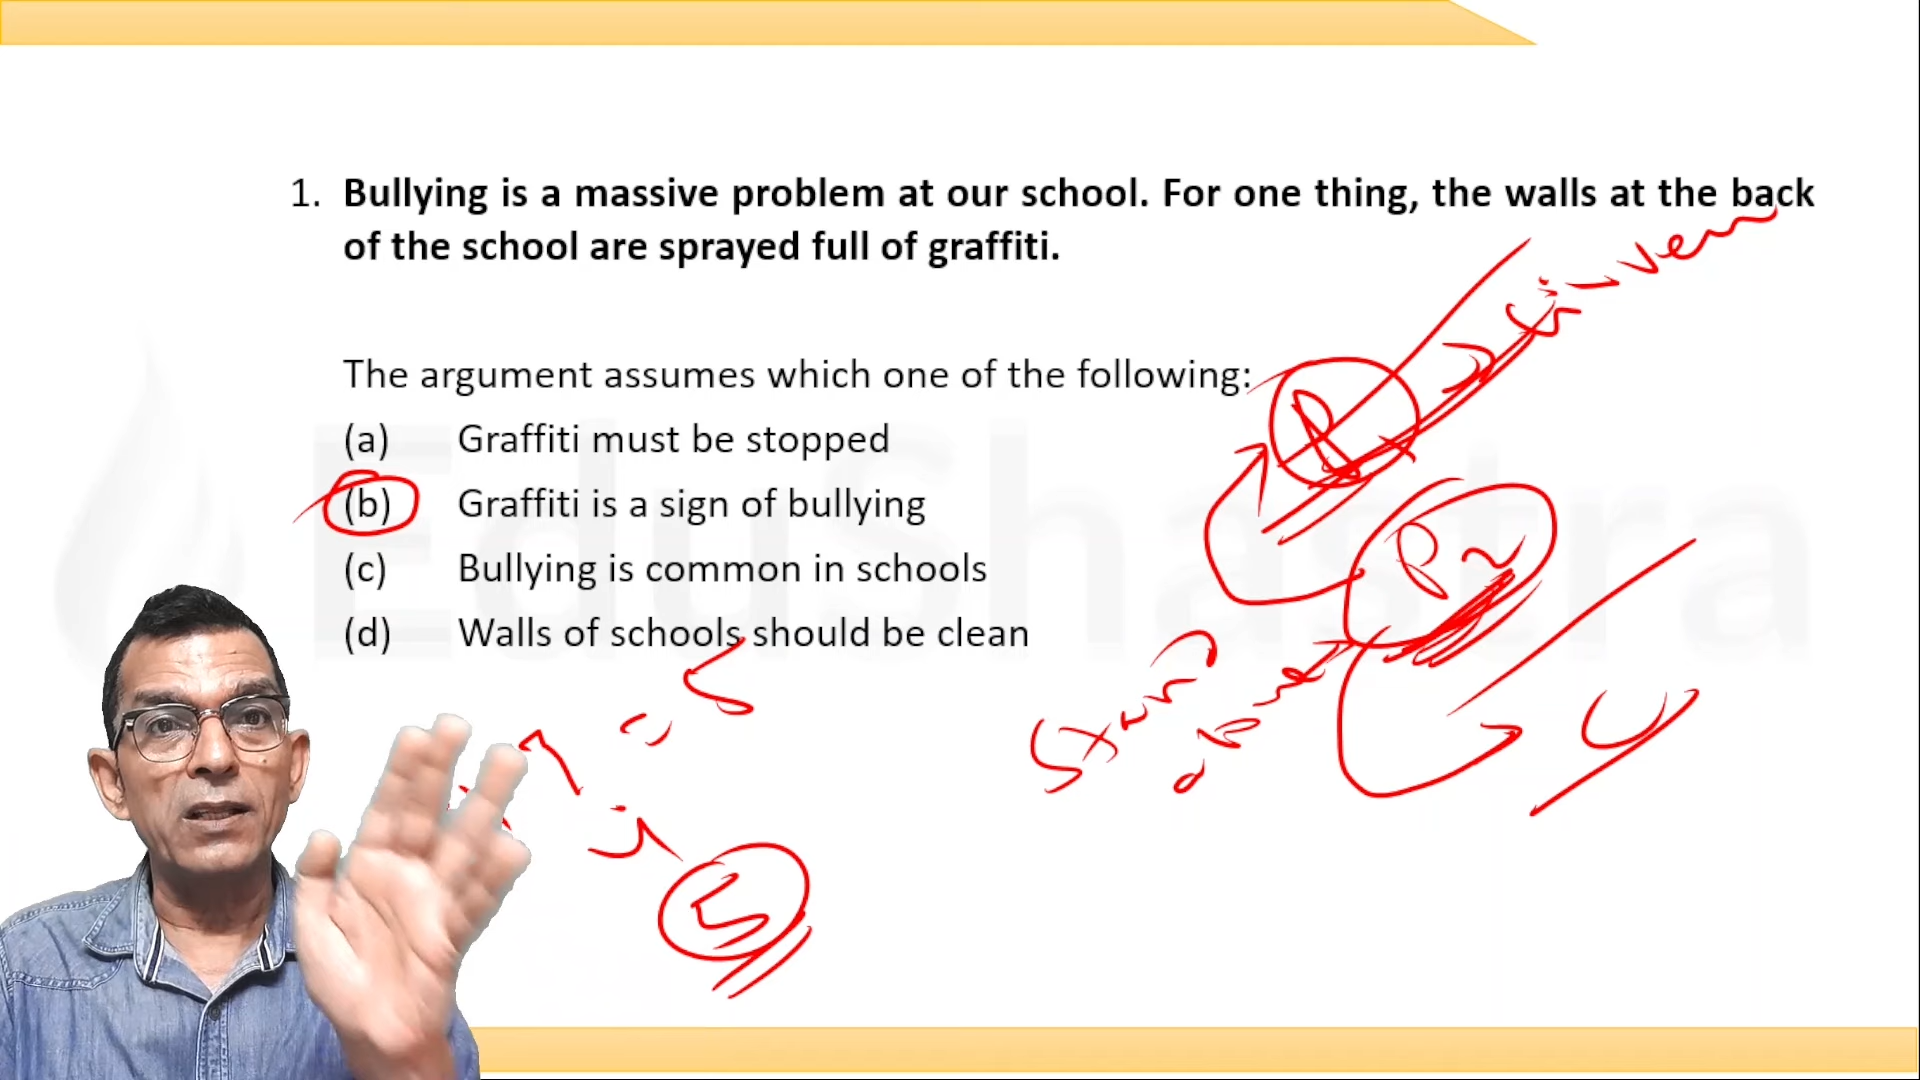 1. Bullying is a massive problem at our school. For one thing, the walls at the back
of the school are sprayed full of graffiti.
The argument assumes which one of the following:
(a) Graffiti must be stopped
(b) Graffiti is a sign of bullying
(c) Bullying is common in schools
(d) Walls of schools should be clean
EduShastra
P2